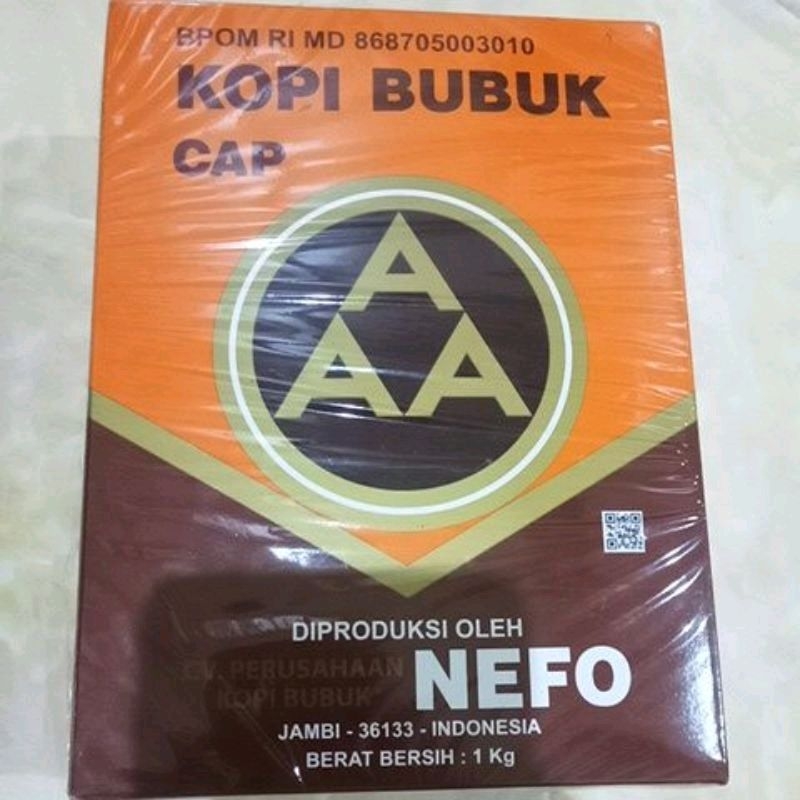 BPOM RI MD 868705003010
KOPI BUBUK
CAP
A
A A
DIPRODUKSI OLEH
CV. PERUSAHAAN
KOPI BUBUK NEFO
JAMBI - 36133 - INDONESIA
BERAT BERSIH : 1 Kg